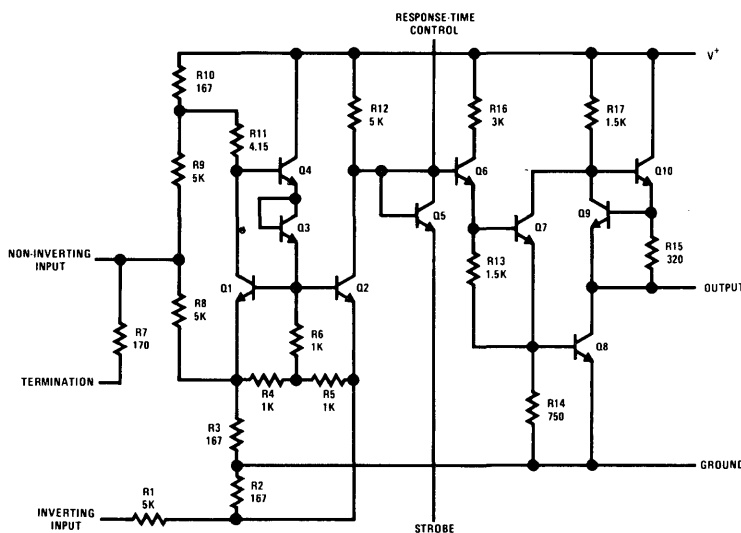 RESPONSE-TIME
CONTROL
V+
R10
167
R12
5 K
R16
3K
R17
1.5K
R11
4.15
R9
5K
Q4
Q6
Q10
Q3
Q5
Q7
Q9
NON-INVERTING
INPUT
R13
1.5K
R15
320
Q1
Q2
OUTPUT
R8
5K
R7
170
R6
1K
Q8
TERMINATION
R4
1K
R5
1K
R14
750
R3
167
GROUND
R2
167
R1
5K
INVERTING
INPUT
STROBE